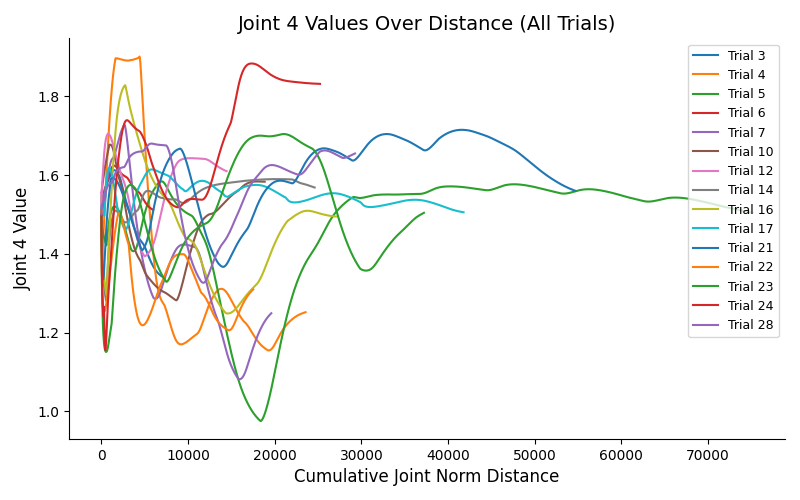 Joint 4 Values Over Distance (All Trials)
Joint 4 Value
1.8
1.6
1.4
1.2
1.0
0
10000
20000
30000
40000
50000
60000
70000
Cumulative Joint Norm Distance
Trial 3
Trial 4
Trial 5
Trial 6
Trial 7
Trial 10
Trial 12
Trial 14
Trial 16
Trial 17
Trial 21
Trial 22
Trial 23
Trial 24
Trial 28